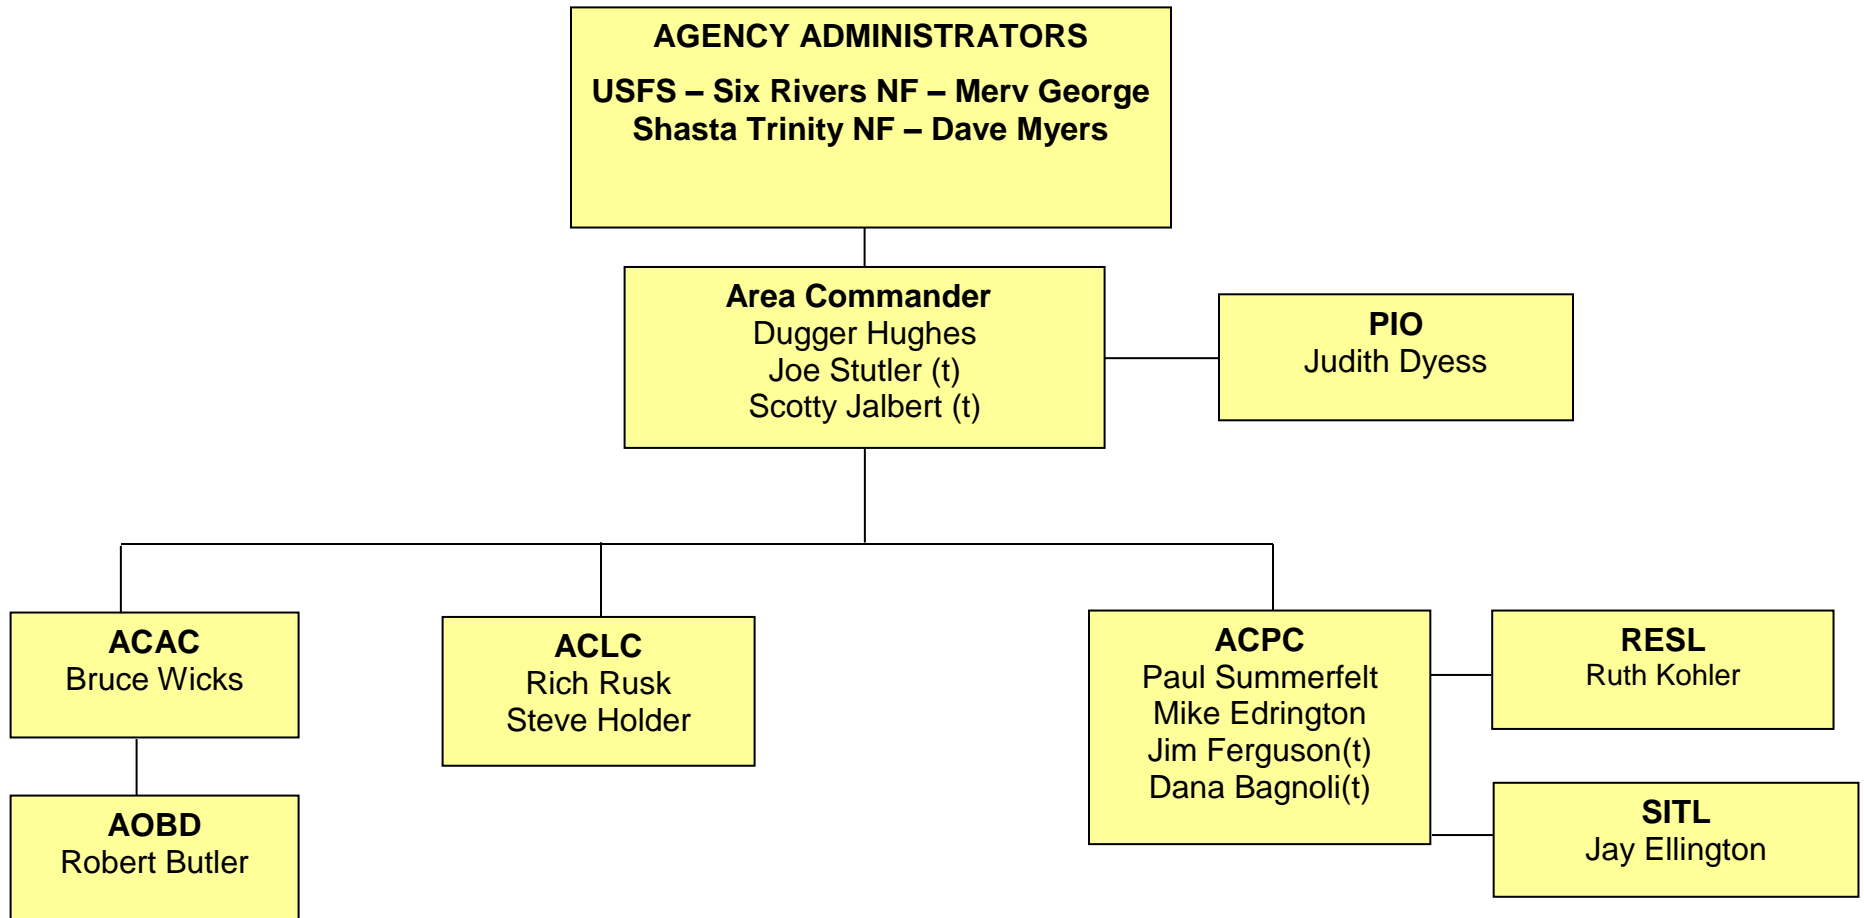 AGENCY ADMINISTRATORS
USFS – Six Rivers NF – Merv George
Shasta Trinity NF – Dave Myers
Area Commander
Dugger Hughes
Joe Stutler (t)
Scotty Jalbert (t)
PIO
Judith Dyess
ACAC
Bruce Wicks
ACLC
Rich Rusk
Steve Holder
ACPC
Paul Summerfelt
Mike Edrington
Jim Ferguson(t)
Dana Bagnoli(t)
RESL
Ruth Kohler
AOBD
Robert Butler
SITL
Jay Ellington